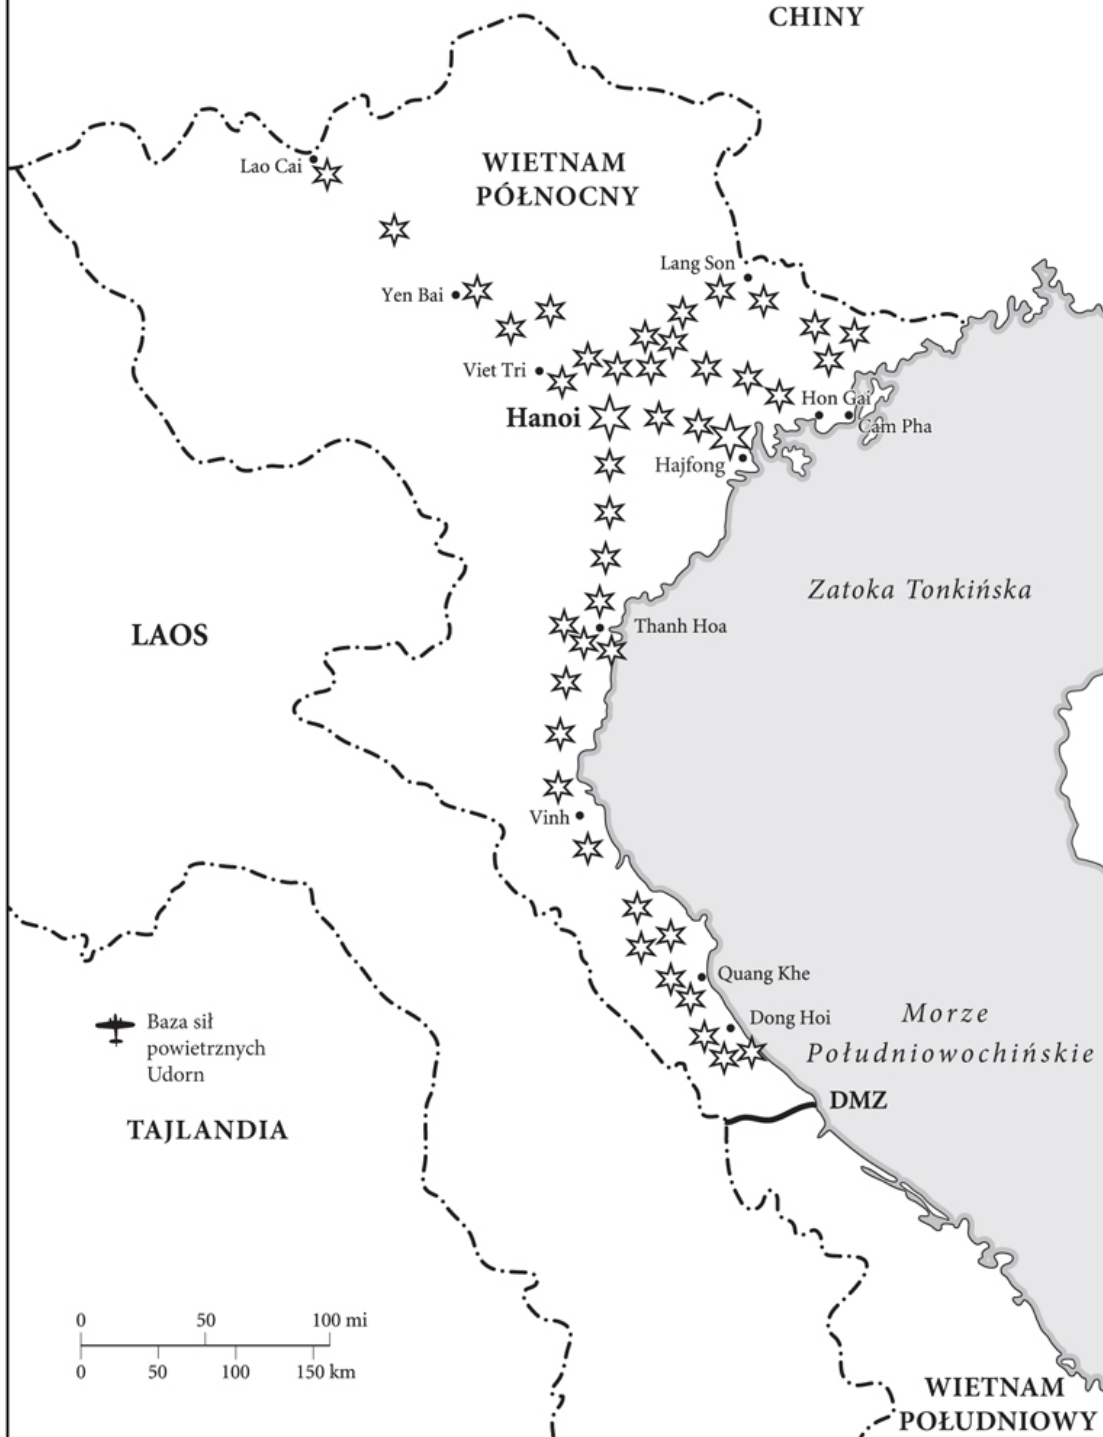 CHINY
Lao Cai
WIETNAM
PÓŁNOCNY
Lang Son
Yen Bai
Viet Tri
Hon Gai
Hanoi
Cam Pha
Hajfong
Zatoka Tonkińska
LAOS
Thanh Hoa
Vinh
Quang Khe
Morze
Południowochińskie
Dong Hoi
Baza sił
powietrznych
Udorn
DMZ
TAJLANDIA
0 50 100 mi
0 50 100 150 km
WIETNAM
POŁUDNIOWY